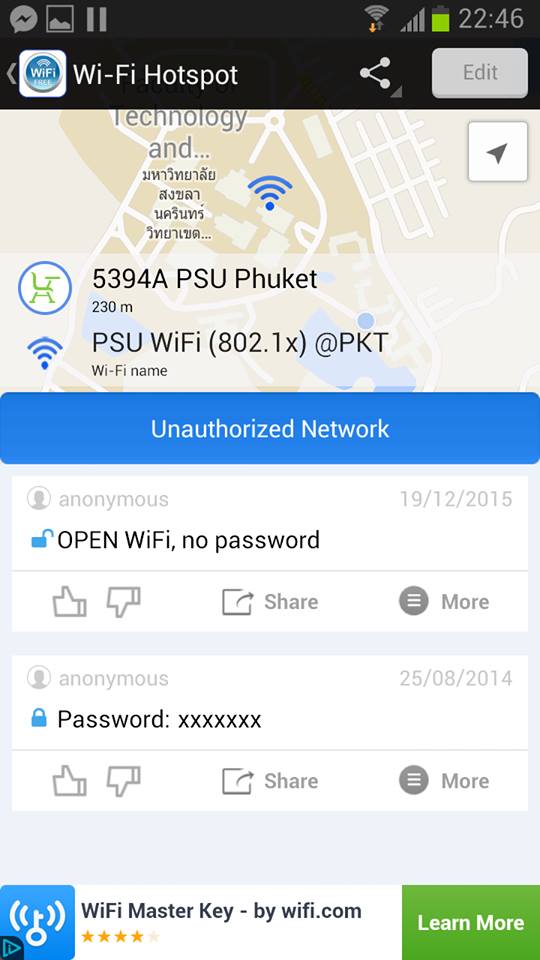 22:46
WiFi
FREE
Wi-Fi Hotspot
Edit
Faculty of
Technology
and...
มหาวิทยาลัย
สงขลา
นครินทร์
วิทยาเขต...
5394A PSU Phuket
230 m
PSU WiFi (802.1x) @PKT
Wi-Fi name
Unauthorized Network
anonymous 19/12/2015
OPEN WiFi, no password
Share More
anonymous 25/08/2014
Password: xxxxxxx
Share More
WiFi Master Key - by wifi.com
Learn More